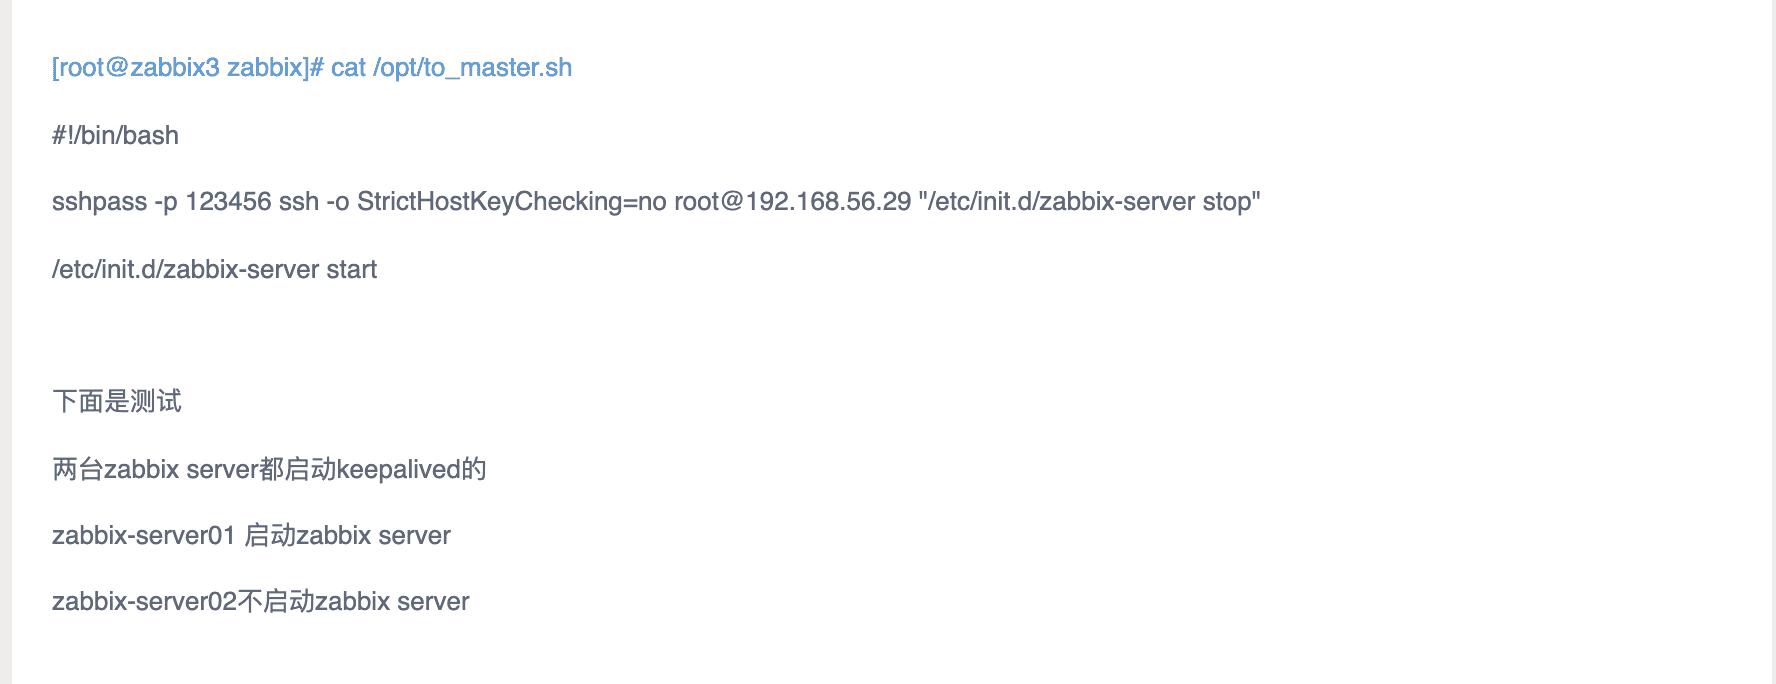 [root@zabbix3 zabbix]# cat /opt/to_master.sh
#!/bin/bash
sshpass -p 123456 ssh -o StrictHostKeyChecking=no root@192.168.56.29 "/etc/init.d/zabbix-server stop"
/etc/init.d/zabbix-server start
下面是测试
两台zabbix server都启动keepalived的
zabbix-server01 启动zabbix server
zabbix-server02不启动zabbix server